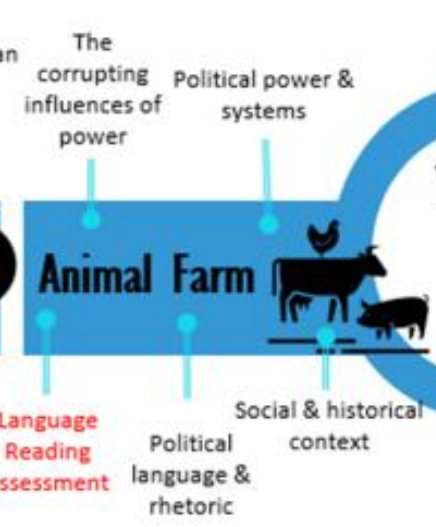 an
The
corrupting
influences of
power
Political power &
systems
Animal Farm
Language
Reading
ssessment
Political
language &
rhetoric
Social & historical
context